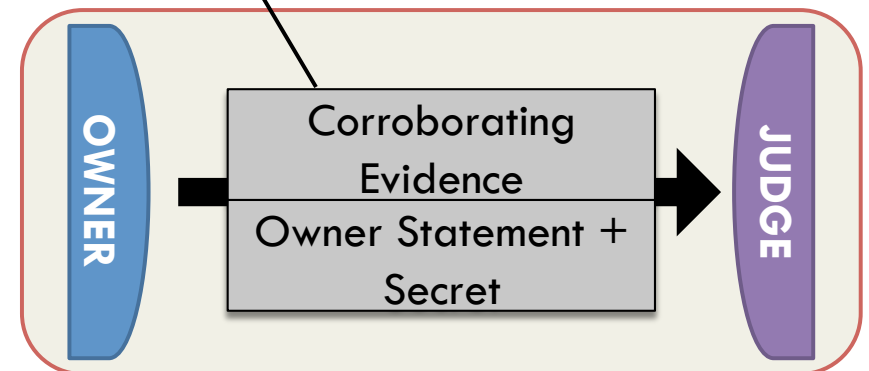 OWNER
Corroborating
Evidence
Owner Statement +
Secret
JUDGE